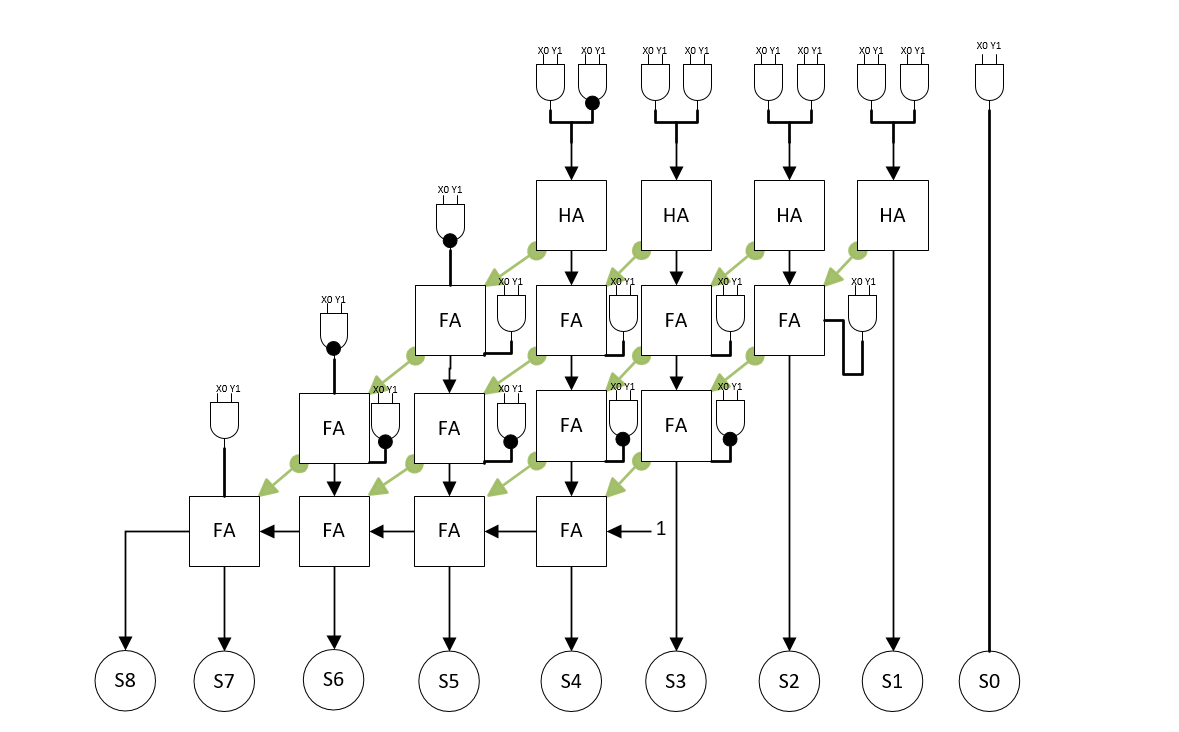 X0 Y1 X0 Y1 X0 Y1 X0 Y1 X0 Y1 X0 Y1 X0 Y1 X0 Y1 X0 Y1
X0 Y1
HA HA HA HA
X0 Y1 X0 Y1 X0 Y1 X0 Y1
X0 Y1
FA FA FA FA
X0 Y1 X0 Y1 X0 Y1 X0 Y1
X0 Y1
FA FA FA FA
FA FA FA FA 1
S8 S7 S6 S5 S4 S3 S2 S1 S0